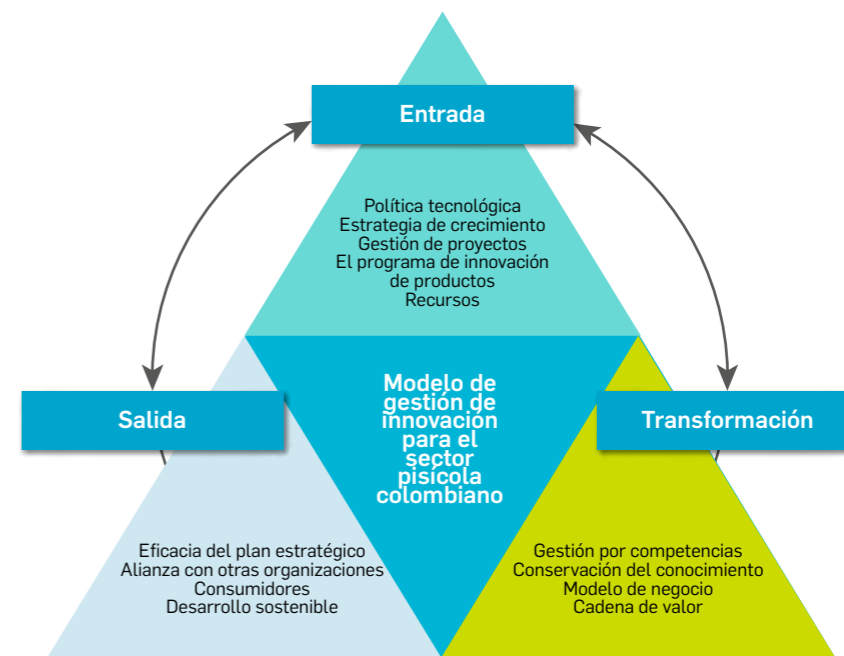 Entrada
Política tecnológica
Estrategia de crecimiento
Gestión de proyectos
El programa de innovación
de productos
Recursos
Salida
Modelo de
gestión de
innovación
para el
sector
pisícola
colombiano
Transformación
Eficacia del plan estratégico
Alianza con otras organizaciones
Consumidores
Desarrollo sostenible
Gestión por competencias
Conservación del conocimiento
Modelo de negocio
Cadena de valor